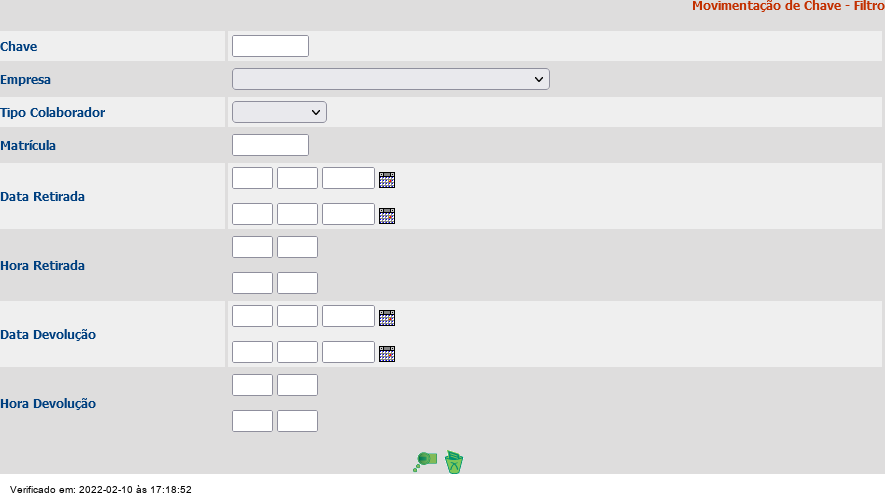 Movimentação de Chave - Filtro
Chave
Empresa
Tipo Colaborador
Matrícula
Data Retirada
Hora Retirada
Data Devolução
Hora Devolução
Verificado em: 2022-02-10 às 17:18:52